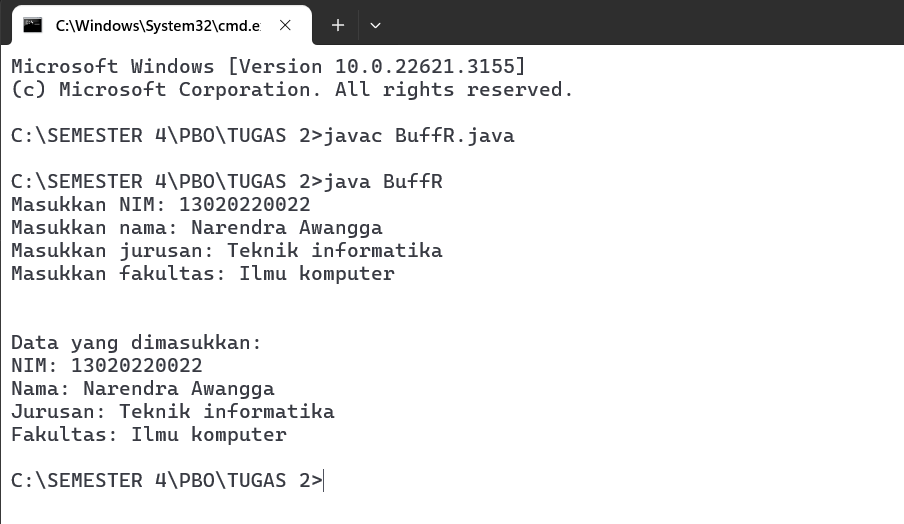 C:\Windows\System32\cmd.e
Microsoft Windows [Version 10.0.22621.3155]
(c) Microsoft Corporation. All rights reserved.
C:\SEMESTER 4\PBO\TUGAS 2>javac BuffR.java
C:\SEMESTER 4\PBO\TUGAS 2>java BuffR
Masukkan NIM: 13020220022
Masukkan nama: Narendra Awangga
Masukkan jurusan: Teknik informatika
Masukkan fakultas: Ilmu komputer
Data yang dimasukkan:
NIM: 13020220022
Nama: Narendra Awangga
Jurusan: Teknik informatika
Fakultas: Ilmu komputer
C:\SEMESTER 4\PBO\TUGAS 2>